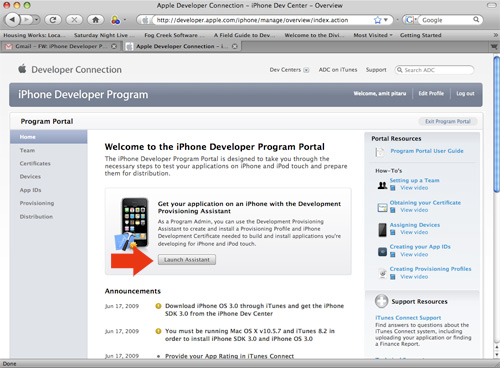 Apple Developer Connection – iPhone Dev Center – Overview
http://developer.apple.com/iphone/manage/overview/index.action
Google
Housing Works: Loca... Saturday Night Live ... Fog Creek Software ... A Field Guide to Dev... Welcome to the Divi... Most Visited Getting Started
Gmail – FW: iPhone Developer P... Apple Developer Connection – i...
Developer Connection
Dev Centers ADC on iTunes Support Search ADC
iPhone Developer Program
Welcome, amit pitaru Edit Profile Log out
Program Portal
Exit Program Portal
Home
Team
Certificates
Devices
App IDs
Provisioning
Distribution
Welcome to the iPhone Developer Program Portal
The iPhone Developer Program Portal is designed to take you through the
necessary steps to test your applications on iPhone and iPod touch and prepare
them for distribution.
Get your application on an iPhone with the Development
Provisioning Assistant
As a Program Admin, you can use the Development Provisioning
Assistant to create and install a Provisioning Profile and iPhone
Development Certificate needed to build and install applications you're
developing for iPhone and iPod touch.
Launch Assistant
Announcements
Jun 17, 2009 Download iPhone OS 3.0 through iTunes and get the iPhone
SDK 3.0 from the iPhone Dev Center
Jun 17, 2009 You must be running Mac OS X v10.5.7 and iTunes 8.2 in
order to install iPhone SDK 3.0 and iPhone OS 3.0
Jun 17, 2009 Provide your App Rating in iTunes Connect
Portal Resources
Program Portal User Guide
How-To's
Setting up a Team
View video
Obtaining your Certificate
View video
Assigning Devices
View video
Creating your App IDs
View video
Creating Provisioning Profiles
View video
Support Resources
iTunes Connect Support
Find answers to questions about the
iTunes Connect system, including
uploading your application or finding a
Finance Report.
Technical Support
Done